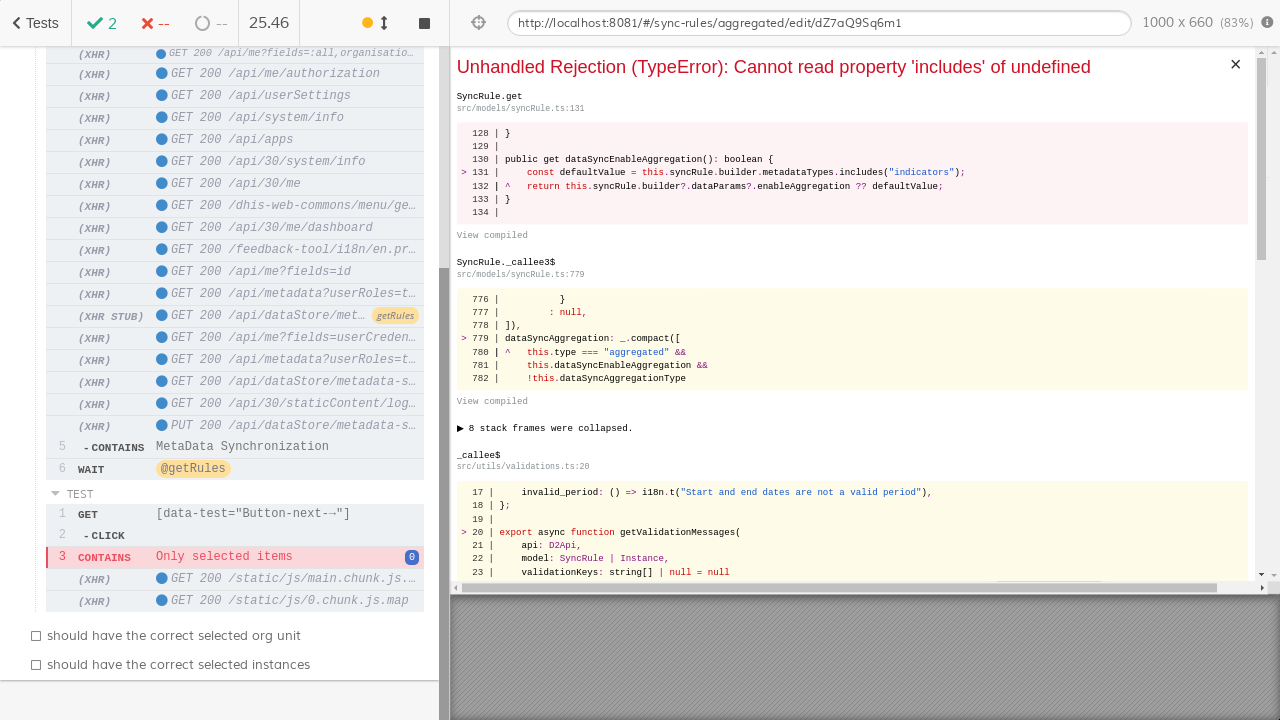 Tests
2
--
--
25.46
http://localhost:8081/#/sync-rules/aggregated/edit/dZ7aQ9Sq6m1
1000 x 660 (83%)
(XHR) GET 200 /api/me?fields=:all,organisatio…
(XHR) GET 200 /api/me/authorization
(XHR) GET 200 /api/userSettings
(XHR) GET 200 /api/system/info
(XHR) GET 200 /api/apps
(XHR) GET 200 /api/30/system/info
(XHR) GET 200 /api/30/me
(XHR) GET 200 /dhis-web-commons/menu/ge…
(XHR) GET 200 /api/30/me/dashboard
(XHR) GET 200 /feedback-tool/i18n/en.pr…
(XHR) GET 200 /api/me?fields=id
(XHR) GET 200 /api/metadata?userRoles=t…
(XHR STUB) GET 200 /api/dataStore/met… getRules
(XHR) GET 200 /api/me?fields=userCreden…
(XHR) GET 200 /api/metadata?userRoles=t…
(XHR) GET 200 /api/dataStore/metadata-s…
(XHR) GET 200 /api/30/staticContent/log…
(XHR) PUT 200 /api/dataStore/metadata-s…
5 -CONTAINS MetaData Synchronization
6 WAIT @getRules
TEST
1 GET [data-test="Button-next-→"]
2 -CLICK
3 CONTAINS Only selected items 0
(XHR) GET 200 /static/js/main.chunk.js.…
(XHR) GET 200 /static/js/0.chunk.js.map
should have the correct selected org unit
should have the correct selected instances
Unhandled Rejection (TypeError): Cannot read property 'includes' of undefined
×
SyncRule.get
src/models/syncRule.ts:131
128 | }
129 |
130 | public get dataSyncEnableAggregation(): boolean {
> 131 |     const defaultValue = this.syncRule.builder.metadataTypes.includes("indicators");
132 | ^   return this.syncRule.builder?.dataParams?.enableAggregation ?? defaultValue;
133 | }
134 |
View compiled
SyncRule._callee3$
src/models/syncRule.ts:779
776 |           }
777 |         : null,
778 | ]),
> 779 | dataSyncAggregation: _.compact([
780 | ^   this.type === "aggregated" &&
781 |     this.dataSyncEnableAggregation &&
782 |     !this.dataSyncAggregationType
View compiled
▶ 8 stack frames were collapsed.
_callee$
src/utils/validations.ts:20
17 |     invalid_period: () => i18n.t("Start and end dates are not a valid period"),
18 | };
19 |
> 20 | export async function getValidationMessages(
21 |     api: D2Api,
22 |     model: SyncRule | Instance,
23 |     validationKeys: string[] | null = null